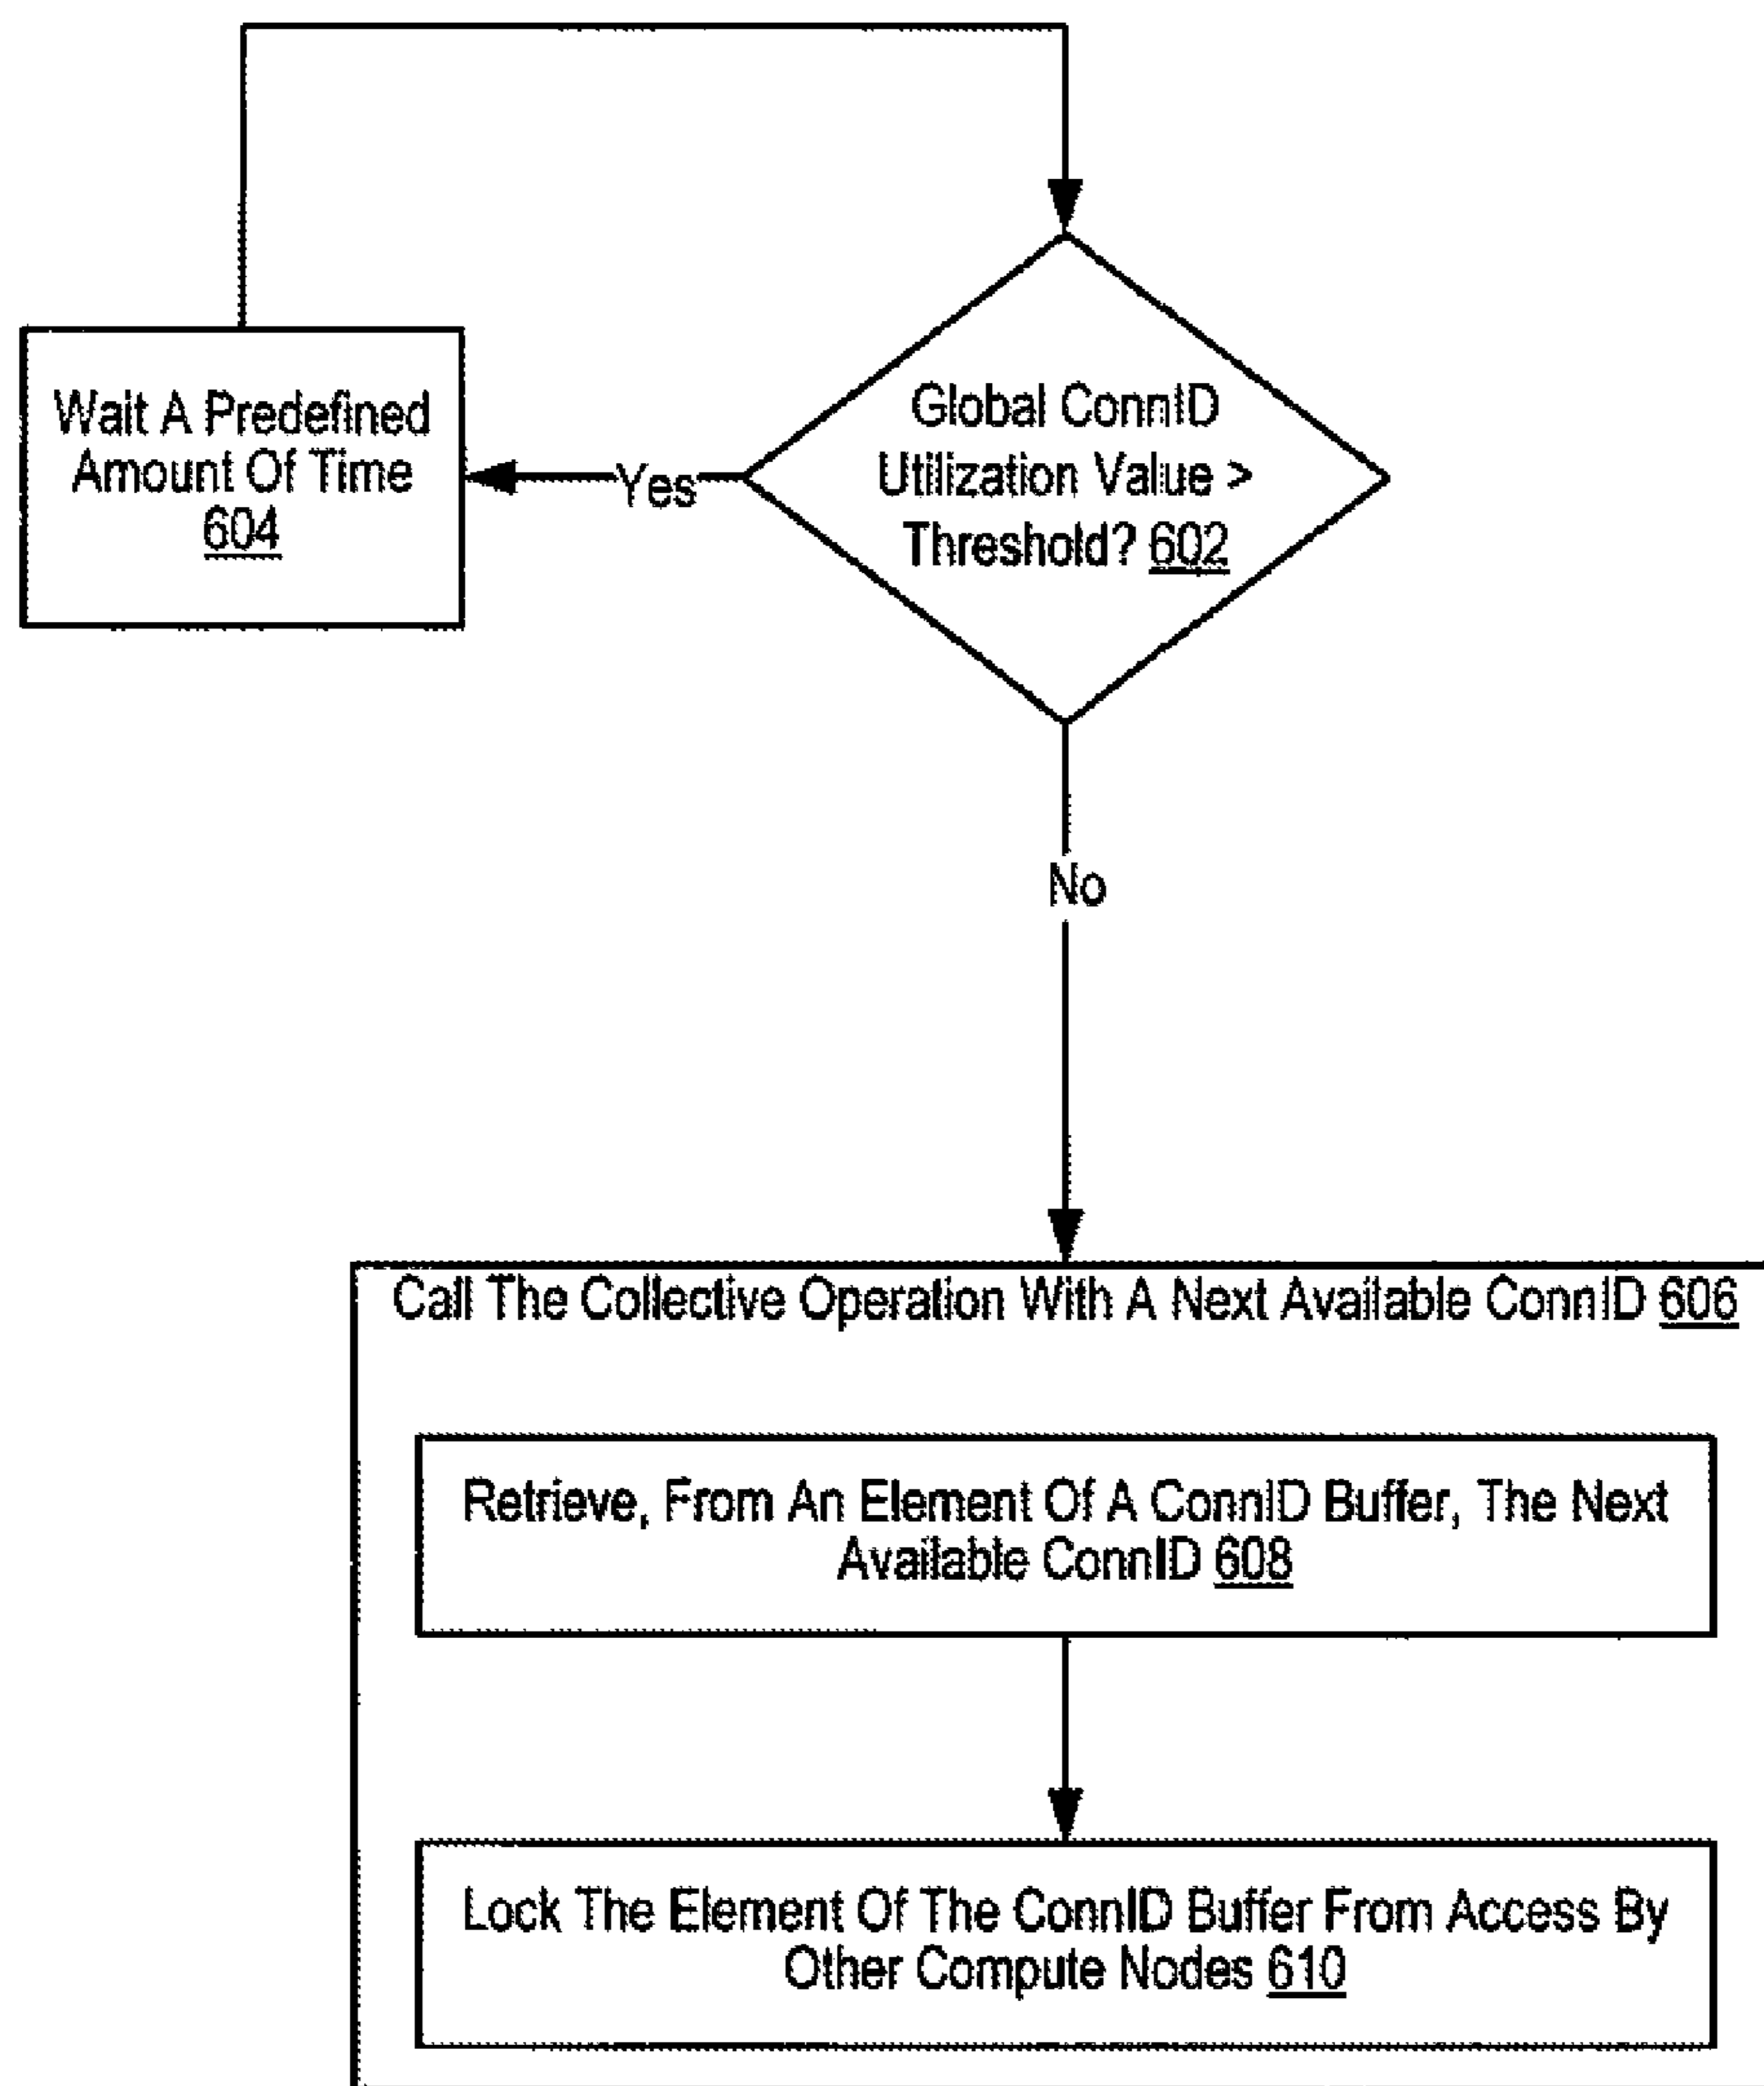 Wait A Predefined
Amount Of Time
604
Yes
Global ConnID
Utilization Value >
Threshold? 602
No
Call The Collective Operation With A Next Available ConnID 606
Retrieve, From An Element Of A ConnID Buffer, The Next
Available ConnID 608
Lock The Element Of The ConnID Buffer From Access By
Other Compute Nodes 610